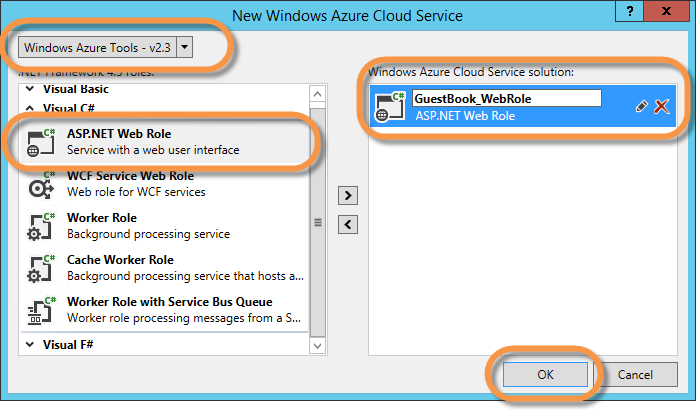 New Windows Azure Cloud Service
?
Windows Azure Tools - v2.3
.NET Framework 4.5 roles:
Visual Basic
Visual C#
C#
ASP.NET Web Role
Service with a web user interface
C#
WCF Service Web Role
Web role for WCF services
C#
Worker Role
Background processing service
C#
Cache Worker Role
Background processing service that hosts a...
C#
Worker Role with Service Bus Queue
Worker role processing messages from a S...
Visual F#
Windows Azure Cloud Service solution:
C#
GuestBook_WebRole
ASP.NET Web Role
OK
Cancel